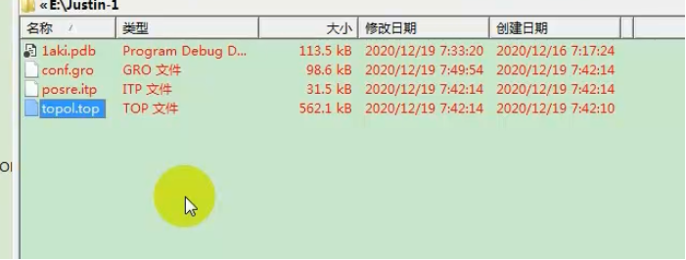 « E:\Justin-1
名称 类型 大小 修改日期 创建日期
1aki.pdb Program Debug D... 113.5 kB 2020/12/19 7:33:20 2020/12/16 7:17:24
conf.gro GRO 文件 98.6 kB 2020/12/19 7:49:54 2020/12/19 7:42:14
posre.itp ITP 文件 31.5 kB 2020/12/19 7:42:14 2020/12/19 7:42:14
topol.top TOP 文件 562.1 kB 2020/12/19 7:42:14 2020/12/19 7:42:10